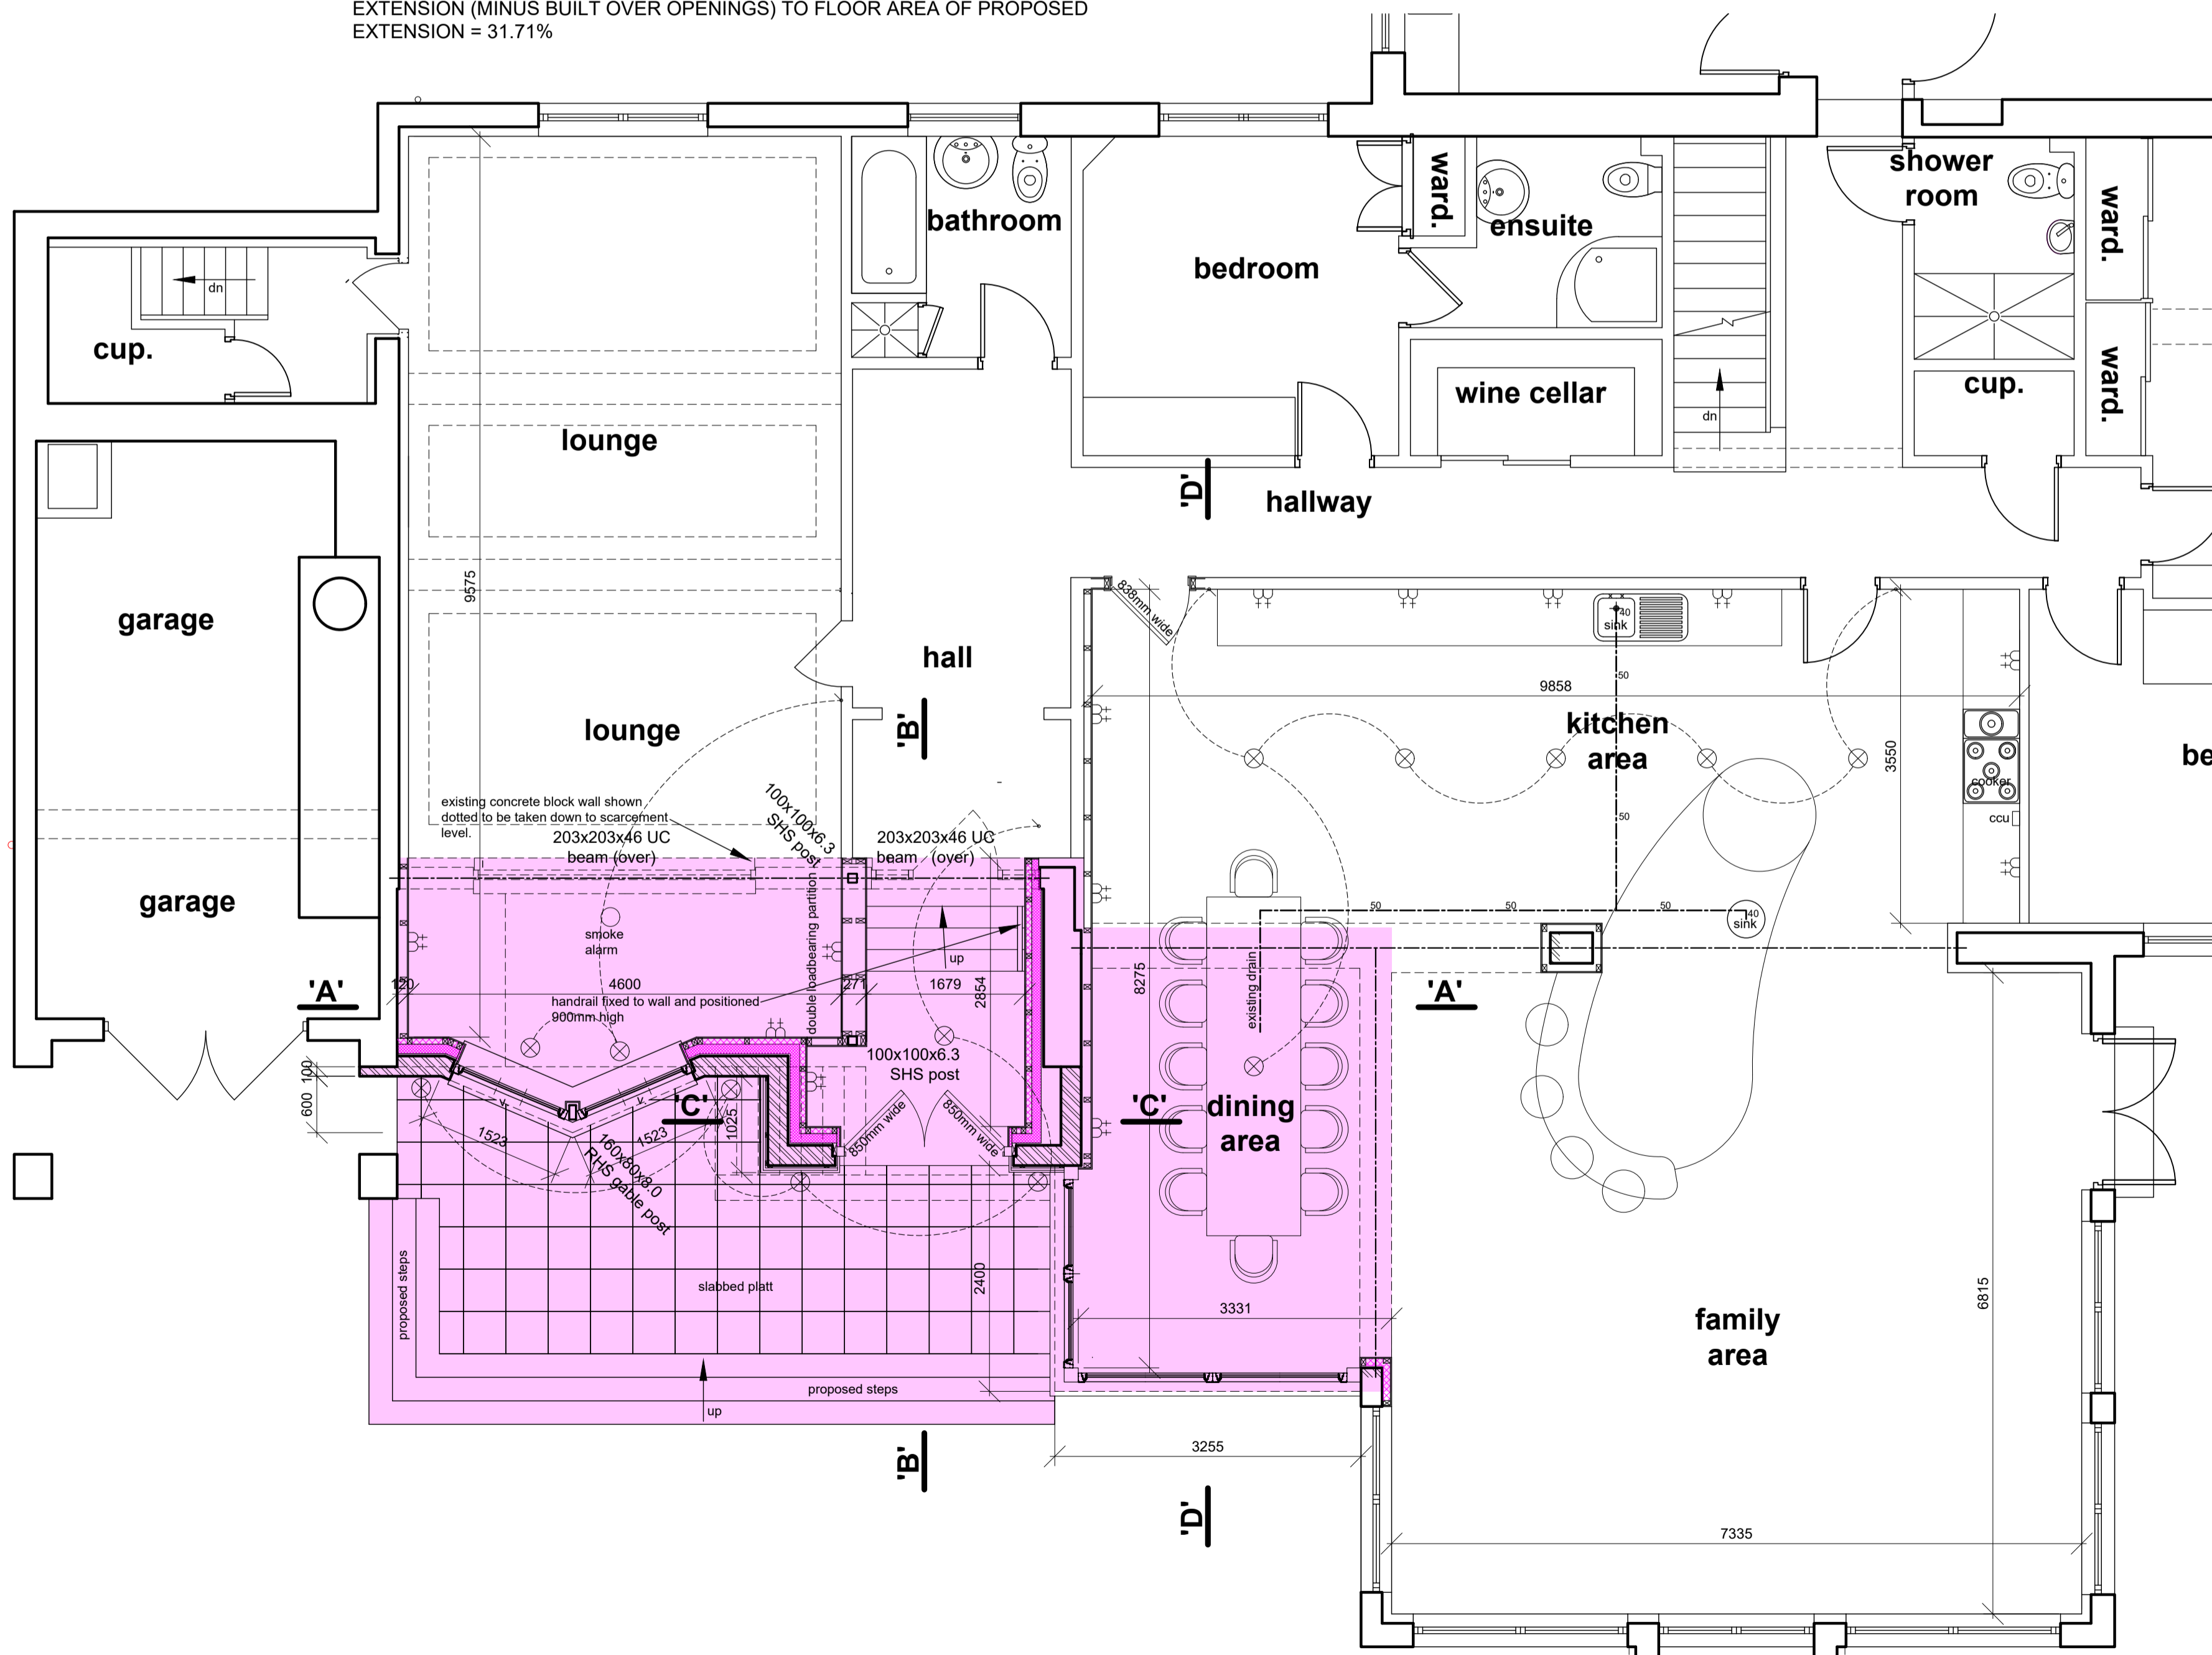 EXTENSION (MINUS BUILT OVER OPENINGS) TO FLOOR AREA OF PROPOSED
EXTENSION = 31.71%
shower
room
ward.
ward.
bathroom
ensuite
bedroom
dn
cup.
wine cellar
cup.
ward.
dn
lounge
'D'
hallway
9575
garage
838mm wide
40
sink
hall
50
9858
lounge
'B'
kitchen
area
3550
be
existing concrete block wall shown
dotted to be taken down to scarcement
level.
100x100x6.3
SHS post
cooker
50
ccu
203x203x46 UC
beam (over)
203x203x46 UC
beam (over)
garage
double loadbearing partition
50
50
50
40
sink
smoke
alarm
up
existing drain
'A'
120
4600
271
1679
2854
8275
'A'
handrail fixed to wall and positioned
900mm high
100x100x6.3
SHS post
100
600
v
v
'C'
1025
850mm wide
850mm wide
'C'
dining
area
1523
1523
160x80x8.0
RHS gable post
proposed steps
slabbed platt
2400
3331
6815
family
area
proposed steps
up
'B'
3255
'D'
7335